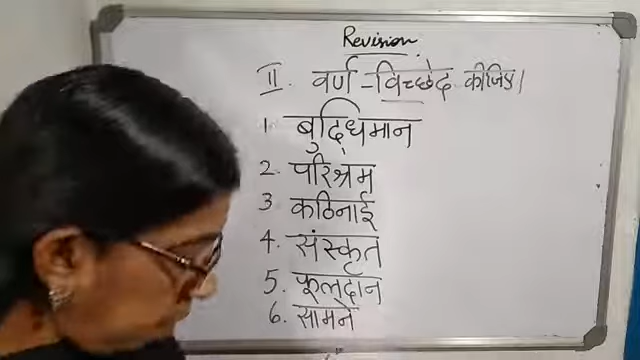 Revision
II. वर्ण - विच्छेद कीजिए।
1. बुद्धिमान
2. परिश्रम
3 कठिनाई
4. संस्कृत
5. फूलदान
6. सामने